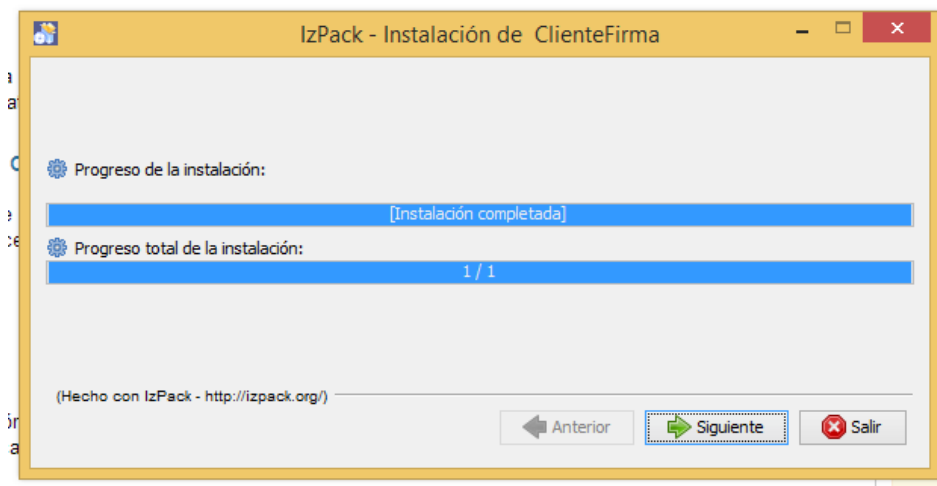 IzPack - Instalación de ClienteFirma
Progreso de la instalación:
[Instalación completada]
Progreso total de la instalación:
1 / 1
(Hecho con IzPack - http://izpack.org/)
Anterior
Siguiente
Salir